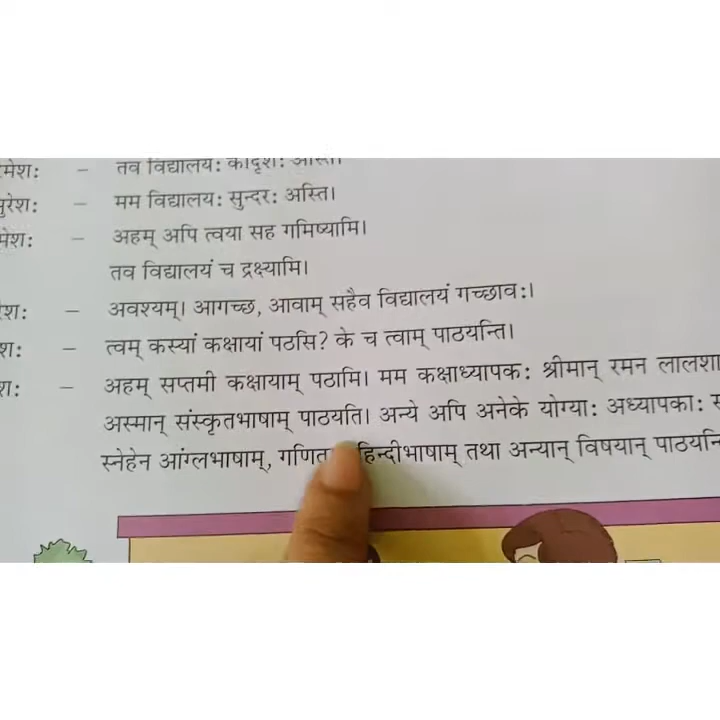 मेशः – तव विद्यालयः कीदृशः अस्ति।
सुरेशः – मम विद्यालयः सुन्दरः अस्ति।
मेशः – अहम् अपि त्वया सह गमिष्यामि।
तव विद्यालयं च द्रक्ष्यामि।
रेशः – अवश्यम्। आगच्छ, आवाम् सहैव विद्यालयं गच्छावः।
शः – त्वम् कस्यां कक्षायां पठसि? के च त्वाम् पाठयन्ति।
शः – अहम् सप्तमी कक्षायाम् पठामि। मम कक्षाध्यापकः श्रीमान् रमन लालशा
अस्मान् संस्कृतभाषाम् पाठयति। अन्ये अपि अनेके योग्याः अध्यापकाः
स्नेहेन आंग्लभाषाम्, हिन्दीभाषाम् तथा अन्यान् विषयान् पाठयन्ति